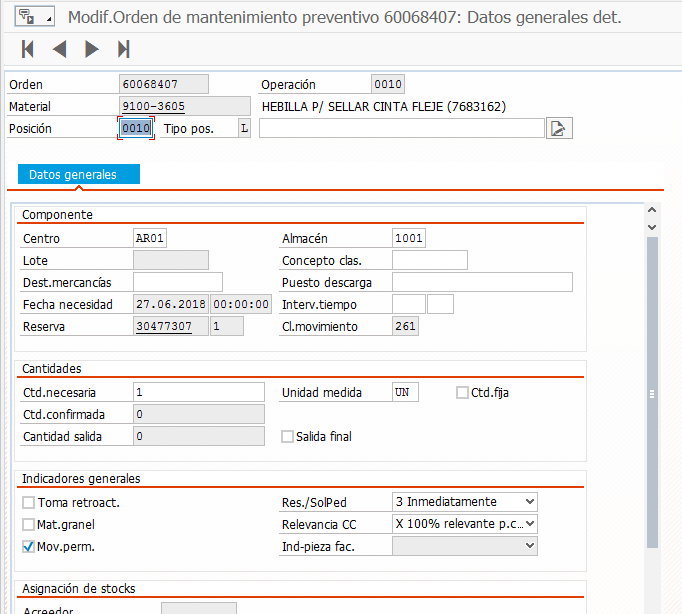 Modif.Orden de mantenimiento preventivo 60068407: Datos generales det.
Orden 60068407 Operación 0010
Material 9100-3605 HEBILLA P/ SELLAR CINTA FLEJE (7683162)
Posición 0010 Tipo pos. L
Datos generales
Componente
Centro AR01 Almacén 1001
Lote Concepto clas.
Dest.mercancías Puesto descarga
Fecha necesidad 27.06.2018 00:00:00 Interv.tiempo
Reserva 30477307 1 Cl.movimiento 261
Cantidades
Ctd.necesaria 1 Unidad medida UN Ctd.fija
Ctd.confirmada 0
Cantidad salida 0 Salida final
Indicadores generales
Toma retroact. Res./SolPed 3 Inmediatamente
Mat.granel Relevancia CC X 100% relevante p.c...
Mov.perm. Ind-pieza fac.
Asignación de stocks
Acreedor